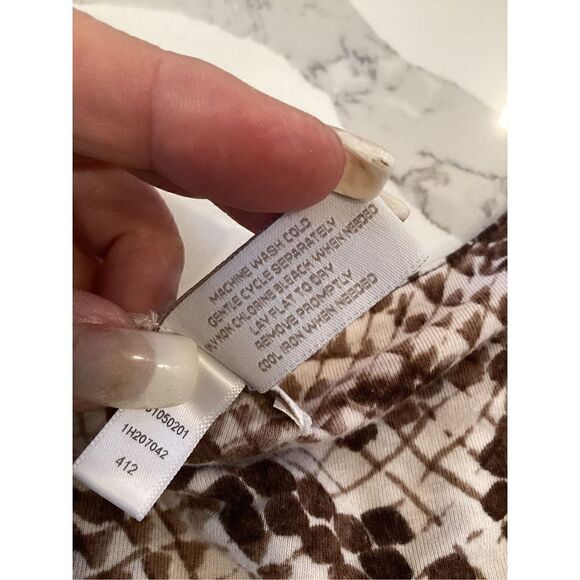 MACHINE WASH COLD
GENTLE CYCLE SEPARATELY
NON CHLORINE BLEACH WHEN NEEDED
LAY FLAT TO DRY
REMOVE PROMPTLY
COOL IRON WHEN NEEDED
1050201
1H207042
412